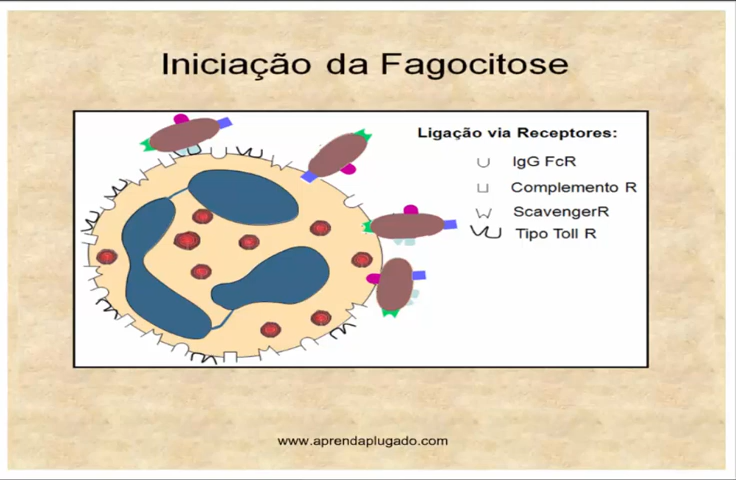 Iniciação da Fagocitose
Ligação via Receptores:
IgG FcR
Complemento R
ScavengerR
Tipo Toll R
www.aprendaplugado.com